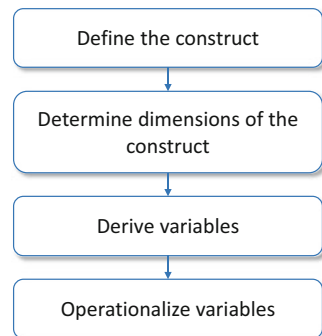 Define the construct
Determine dimensions of the
construct
Derive variables
Operationalize variables